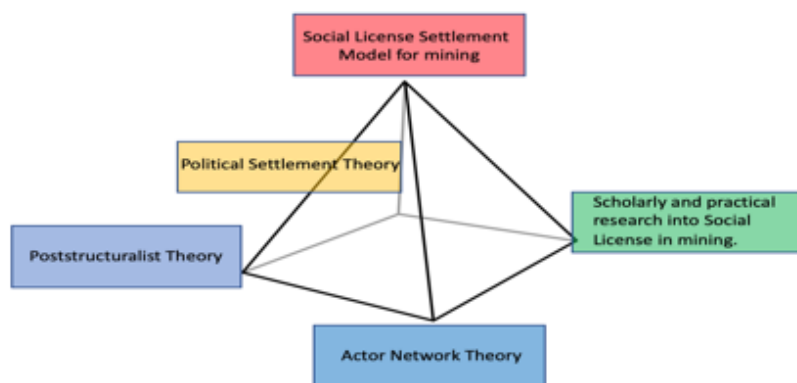 Social License Settlement
Model for mining
Political Settlement Theory
Scholarly and practical
research into Social
License in mining.
Poststructuralist Theory
Actor Network Theory